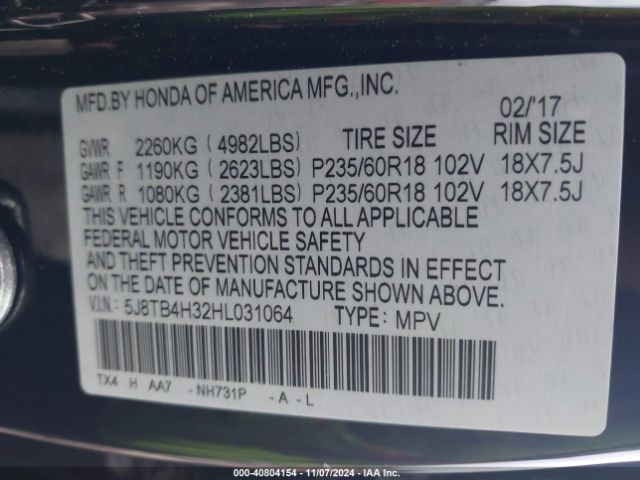 MFD.BY HONDA OF AMERICA MFG.,INC.
02/'17
GVWR 2260KG ( 4982LBS) TIRE SIZE RIM SIZE
GAWR F 1190KG ( 2623LBS) P235/60R18 102V 18X7.5J
GAWR R 1080KG ( 2381LBS) P235/60R18 102V 18X7.5J
THIS VEHICLE CONFORMS TO ALL APPLICABLE
FEDERAL MOTOR VEHICLE SAFETY
AND THEFT PREVENTION STANDARDS IN EFFECT
ON THE DATE OF MANUFACTURE SHOWN ABOVE.
V.I.N.: 5J8TB4H32HL031064 TYPE: MPV
TX4 H AA7 - NH731P - A - L
000-40804154 - 11/07/2024 - IAA Inc.